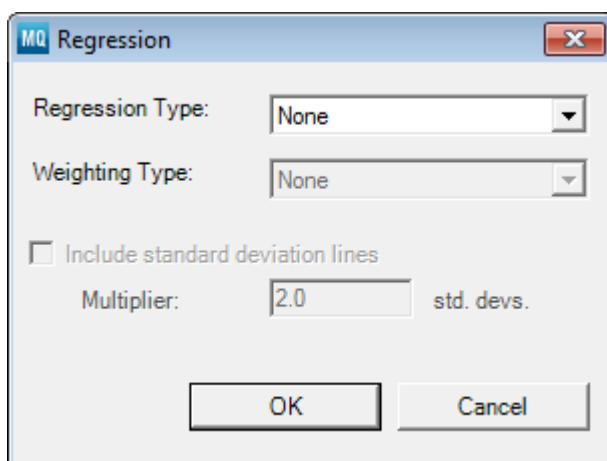 MQ Regression
Regression Type: None
Weighting Type: None
Include standard deviation lines
Multiplier: 2.0 std. devs.
OK Cancel